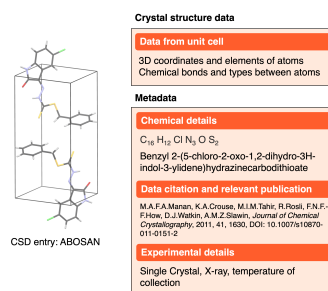 Crystal structure data
Data from unit cell
3D coordinates and elements of atoms
Chemical bonds and types between atoms
Metadata
Chemical details
C16 H12 Cl N3 O S2
Benzyl 2-(5-chloro-2-oxo-1,2-dihydro-3H-
indol-3-ylidene)hydrazinecarbodithioate
Data citation and relevant publication
M.A.F.A.Manan, K.A.Crouse, M.I.M.Tahir, R.Rosli, F.N.F.-
F.How, D.J.Watkin, A.M.Z.Slawin, Journal of Chemical
Crystallography, 2011, 41, 1630, DOI: 10.1007/s10870-
011-0151-2
Experimental details
Single Crystal, X-ray, temperature of
collection
CSD entry: ABOSAN